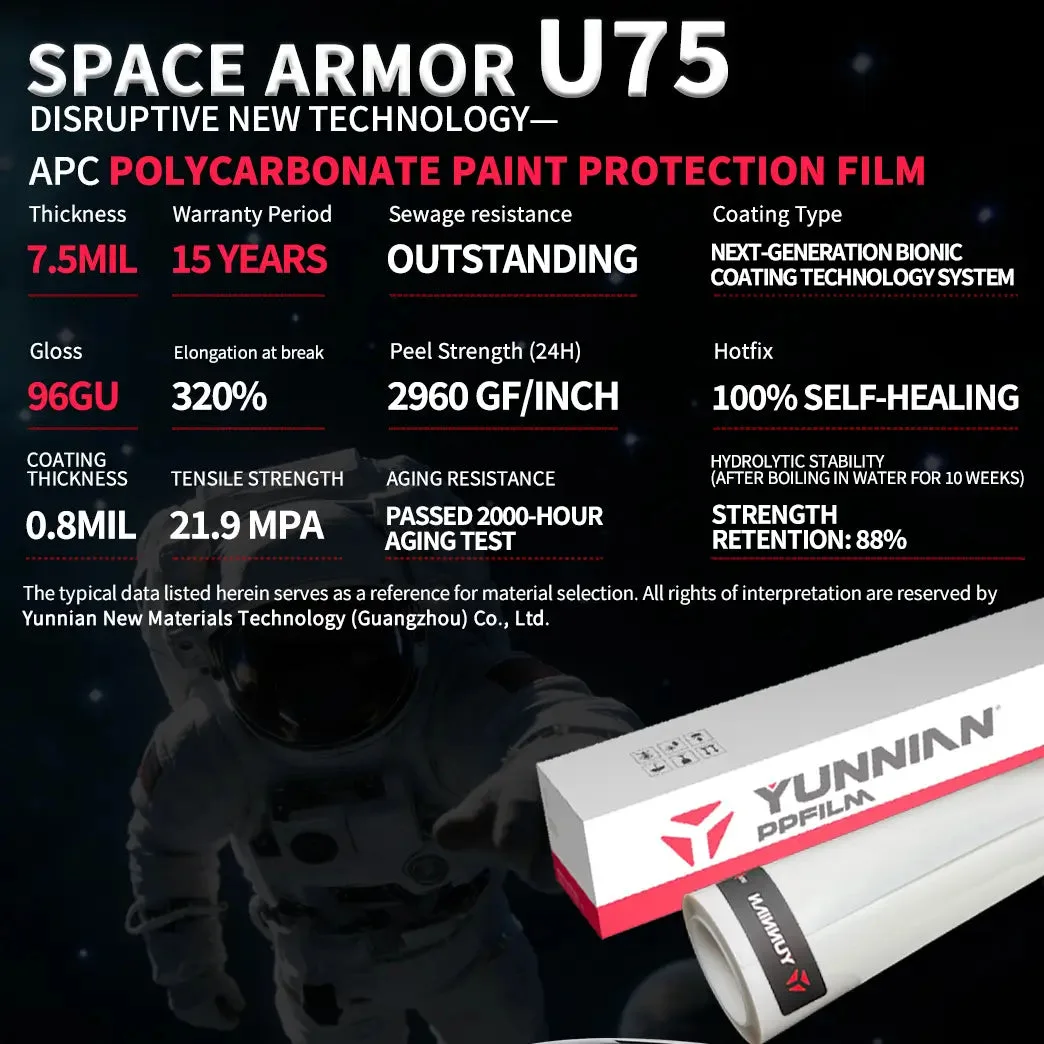 SPACE ARMOR U75
DISRUPTIVE NEW TECHNOLOGY—
APC POLYCARBONATE PAINT PROTECTION FILM
Thickness
7.5MIL
Warranty Period
15 YEARS
Sewage resistance
OUTSTANDING
Coating Type
NEXT-GENERATION BIONIC
COATING TECHNOLOGY SYSTEM
Gloss
96GU
Elongation at break
320%
Peel Strength (24H)
2960 GF/INCH
Hotfix
100% SELF-HEALING
COATING
THICKNESS
0.8MIL
TENSILE STRENGTH
21.9 MPA
AGING RESISTANCE
PASSED 2000-HOUR
AGING TEST
HYDROLYTIC STABILITY
(AFTER BOILING IN WATER FOR 10 WEEKS)
STRENGTH
RETENTION: 88%
The typical data listed herein serves as a reference for material selection. All rights of interpretation are reserved by
Yunnian New Materials Technology (Guangzhou) Co., Ltd.
YUNNIAN
PPFILM
YUNNIAN